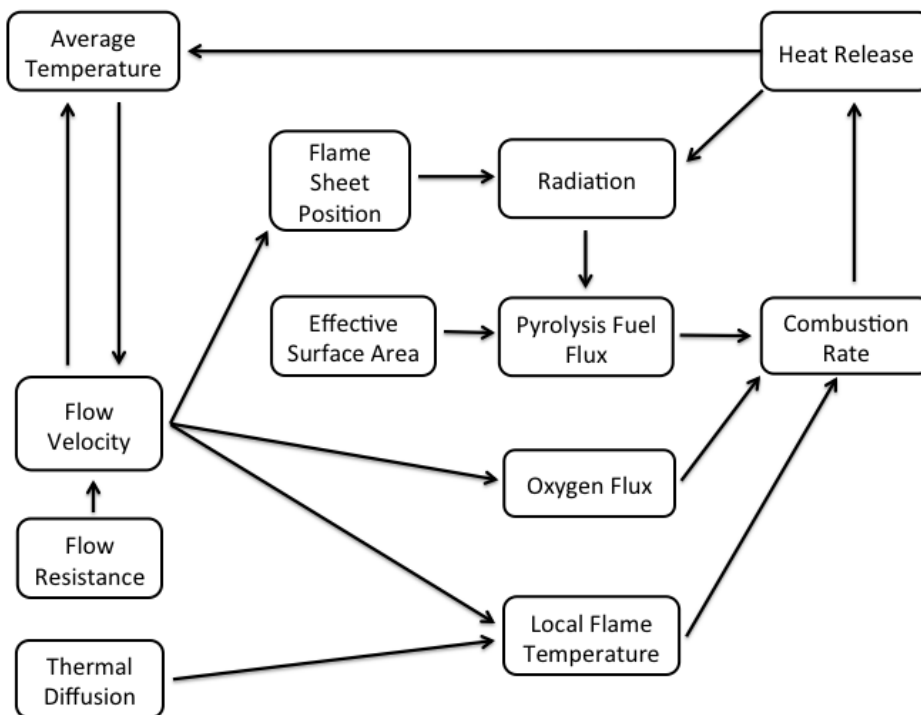 Average
Temperature
Heat Release
Flame
Sheet
Position
Radiation
Effective
Surface Area
Pyrolysis Fuel
Flux
Combustion
Rate
Flow
Velocity
Oxygen Flux
Flow
Resistance
Local Flame
Temperature
Thermal
Diffusion